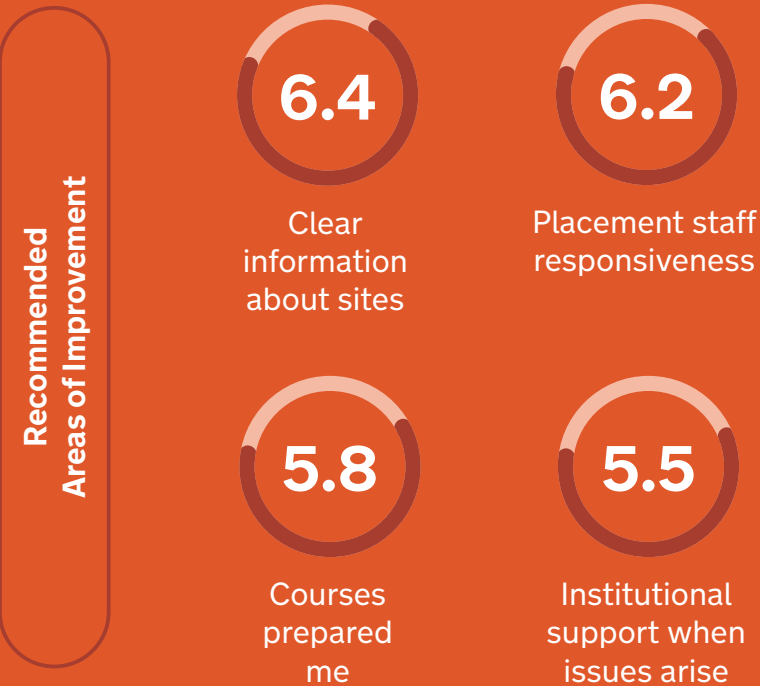 Recommended
Areas of Improvement
6.4
Clear
information
about sites
6.2
Placement staff
responsiveness
5.8
Courses
prepared
me
5.5
Institutional
support when
issues arise